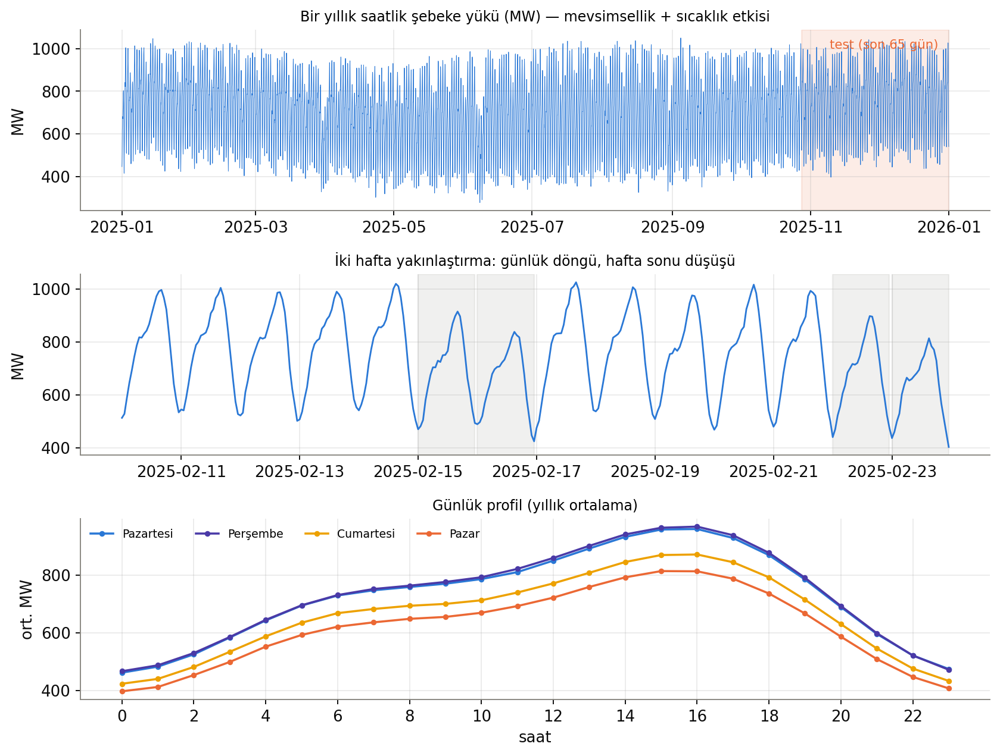 Bir yıllık saatlik şebeke yükü (MW) — mevsimsellik + sıcaklık etkisi
test (son 65 gün)
MW
1000
800
600
400
2025-01 2025-03 2025-05 2025-07 2025-09 2025-11 2026-01
İki hafta yakınlaştırma: günlük döngü, hafta sonu düşüşü
MW
1000
800
600
400
2025-02-11 2025-02-13 2025-02-15 2025-02-17 2025-02-19 2025-02-21 2025-02-23
Günlük profil (yıllık ortalama)
Pazartesi Perşembe Cumartesi Pazar
ort. MW
800
600
400
0 2 4 6 8 10 12 14 16 18 20 22
saat